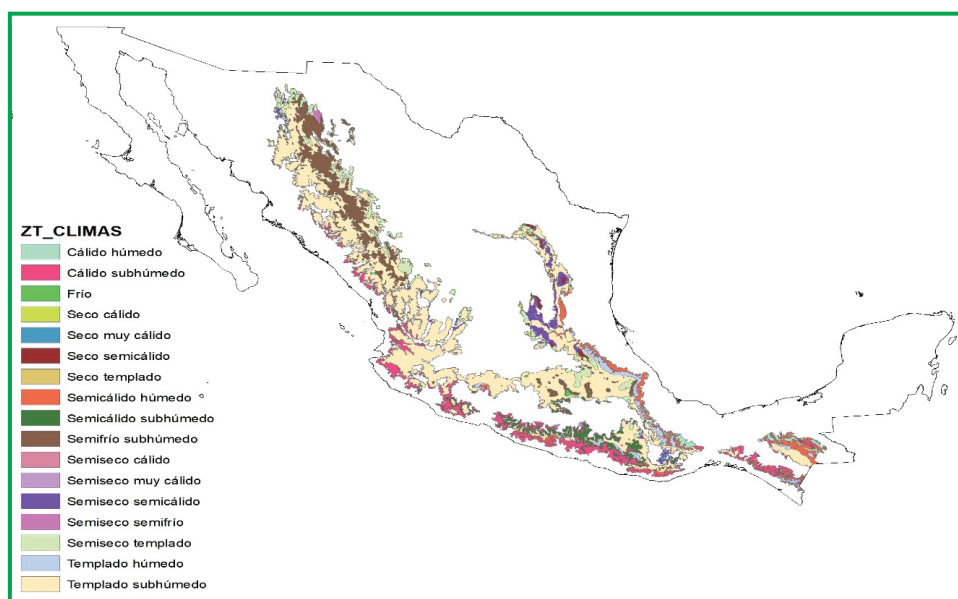 ZT_CLIMAS
Cálido húmedo
Cálido subhúmedo
Frío
Seco cálido
Seco muy cálido
Seco semicálido
Seco templado
Semicálido húmedo
Semicálido subhúmedo
Semifrío subhúmedo
Semiseco cálido
Semiseco muy cálido
Semiseco semicálido
Semiseco semifrío
Semiseco templado
Templado húmedo
Templado subhúmedo